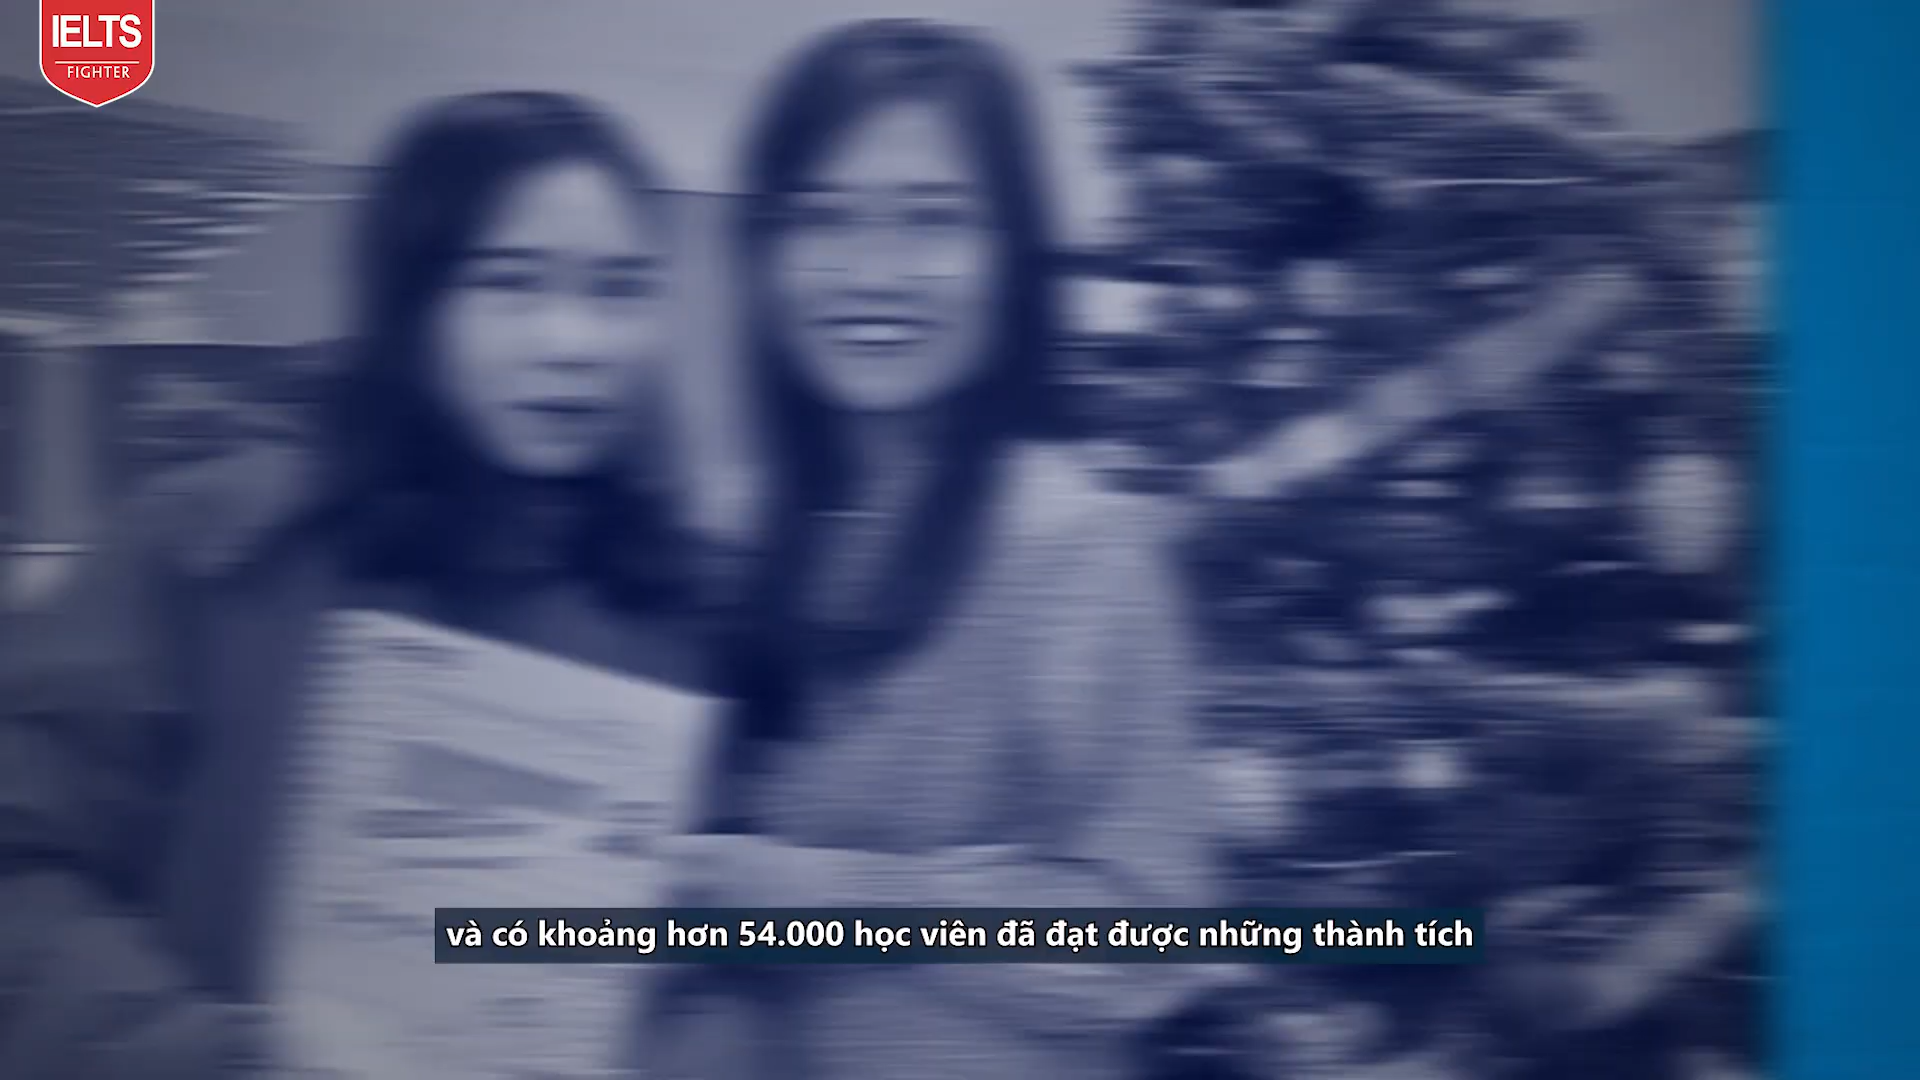 IELTS
FIGHTER
và có khoảng hơn 54.000 học viên đã đạt được những thành tích